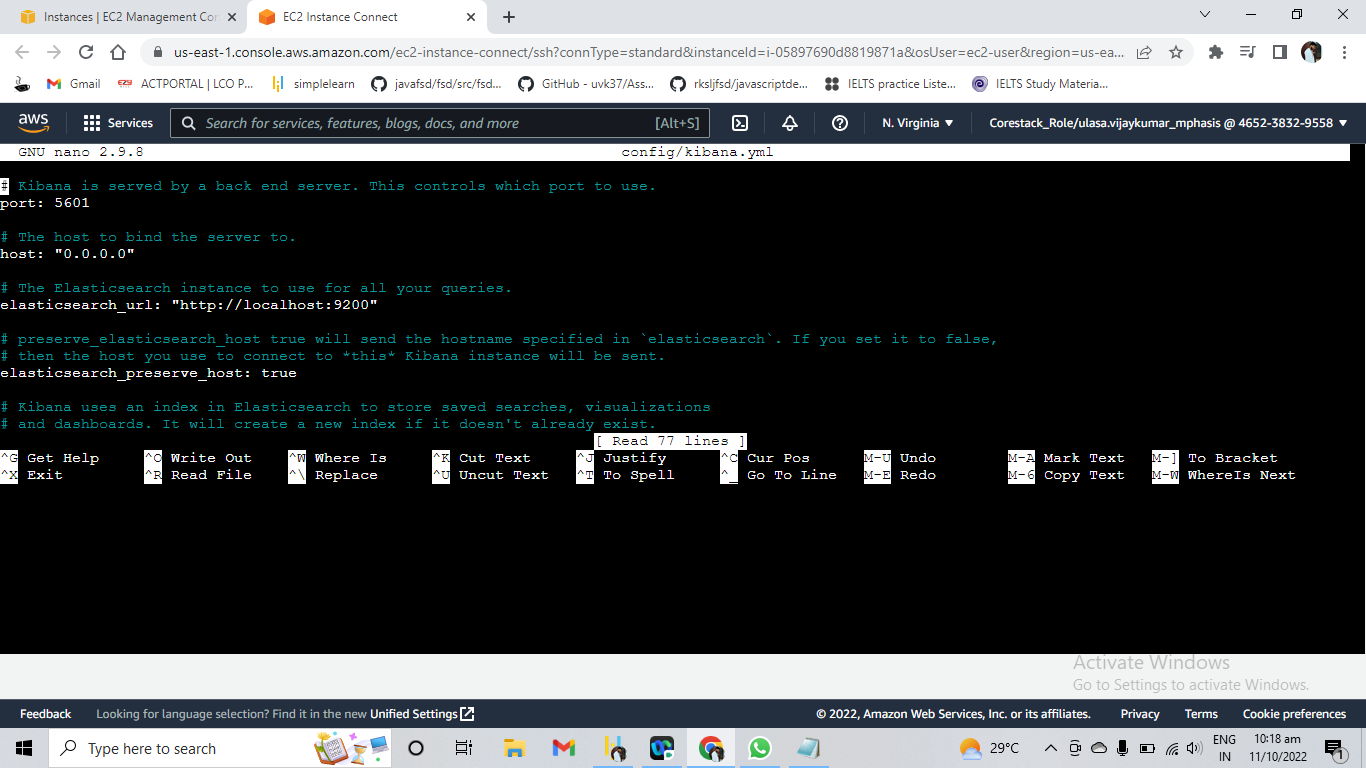 Instances | EC2 Management Con
EC2 Instance Connect
us-east-1.console.aws.amazon.com/ec2-instance-connect/ssh?connType=standard&instanceId=i-05897690d8819871a&osUser=ec2-user&region=us-ea...
Gmail
ACTPORTAL | LCO P...
simplelearn
javafsd/fsd/src/fsd...
GitHub - uvk37/Ass...
rksljfsd/javascriptde...
IELTS practice Liste...
IELTS Study Materia...
aws
Services
Search for services, features, blogs, docs, and more
[Alt+S]
N. Virginia
Corestack_Role/ulasa.vijaykumar_mphasis @ 4652-3832-9558
GNU nano 2.9.8 config/kibana.yml
# Kibana is served by a back end server. This controls which port to use.
port: 5601
# The host to bind the server to.
host: "0.0.0.0"
# The Elasticsearch instance to use for all your queries.
elasticsearch_url: "http://localhost:9200"
# preserve_elasticsearch_host true will send the hostname specified in `elasticsearch`. If you set it to false,
# then the host you use to connect to *this* Kibana instance will be sent.
elasticsearch_preserve_host: true
# Kibana uses an index in Elasticsearch to store saved searches, visualizations
# and dashboards. It will create a new index if it doesn't already exist.
[ Read 77 lines ]
^G Get Help ^O Write Out ^W Where Is ^K Cut Text ^J Justify ^C Cur Pos M-U Undo M-A Mark Text M-] To Bracket
^X Exit ^R Read File ^\ Replace ^U Uncut Text ^T To Spell ^_ Go To Line M-E Redo M-6 Copy Text M-W WhereIs Next
Activate Windows
Go to Settings to activate Windows.
Feedback
Looking for language selection? Find it in the new Unified Settings
© 2022, Amazon Web Services, Inc. or its affiliates.
Privacy
Terms
Cookie preferences
Type here to search
29°C
ENG
IN
10:18 am
11/10/2022
1